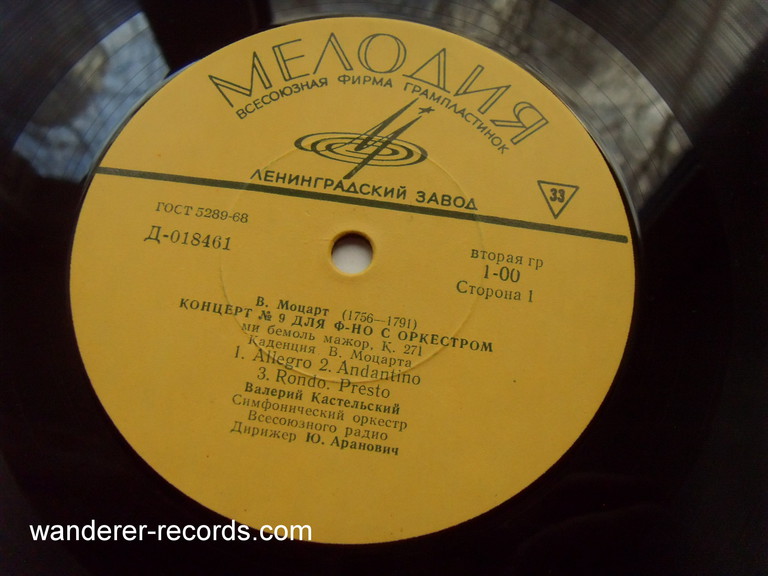 МЕЛОДИЯ
ВСЕСОЮЗНАЯ ФИРМА ГРАМПЛАСТИНОК
ЛЕНИНГРАДСКИЙ ЗАВОД
33
ГОСТ 5289-68
Д-018461
вторая гр
1-00
Сторона 1
В. Моцарт (1756—1791)
КОНЦЕРТ № 9 ДЛЯ Ф-НО С ОРКЕСТРОМ
ми бемоль мажор, К. 271
Каденция В. Моцарта
1. Allegro 2. Andantino
3. Rondo. Presto
Валерий Кастельский
Симфонический оркестр
Всесоюзного радио
Дирижер Ю. Аранович
wanderer-records.com